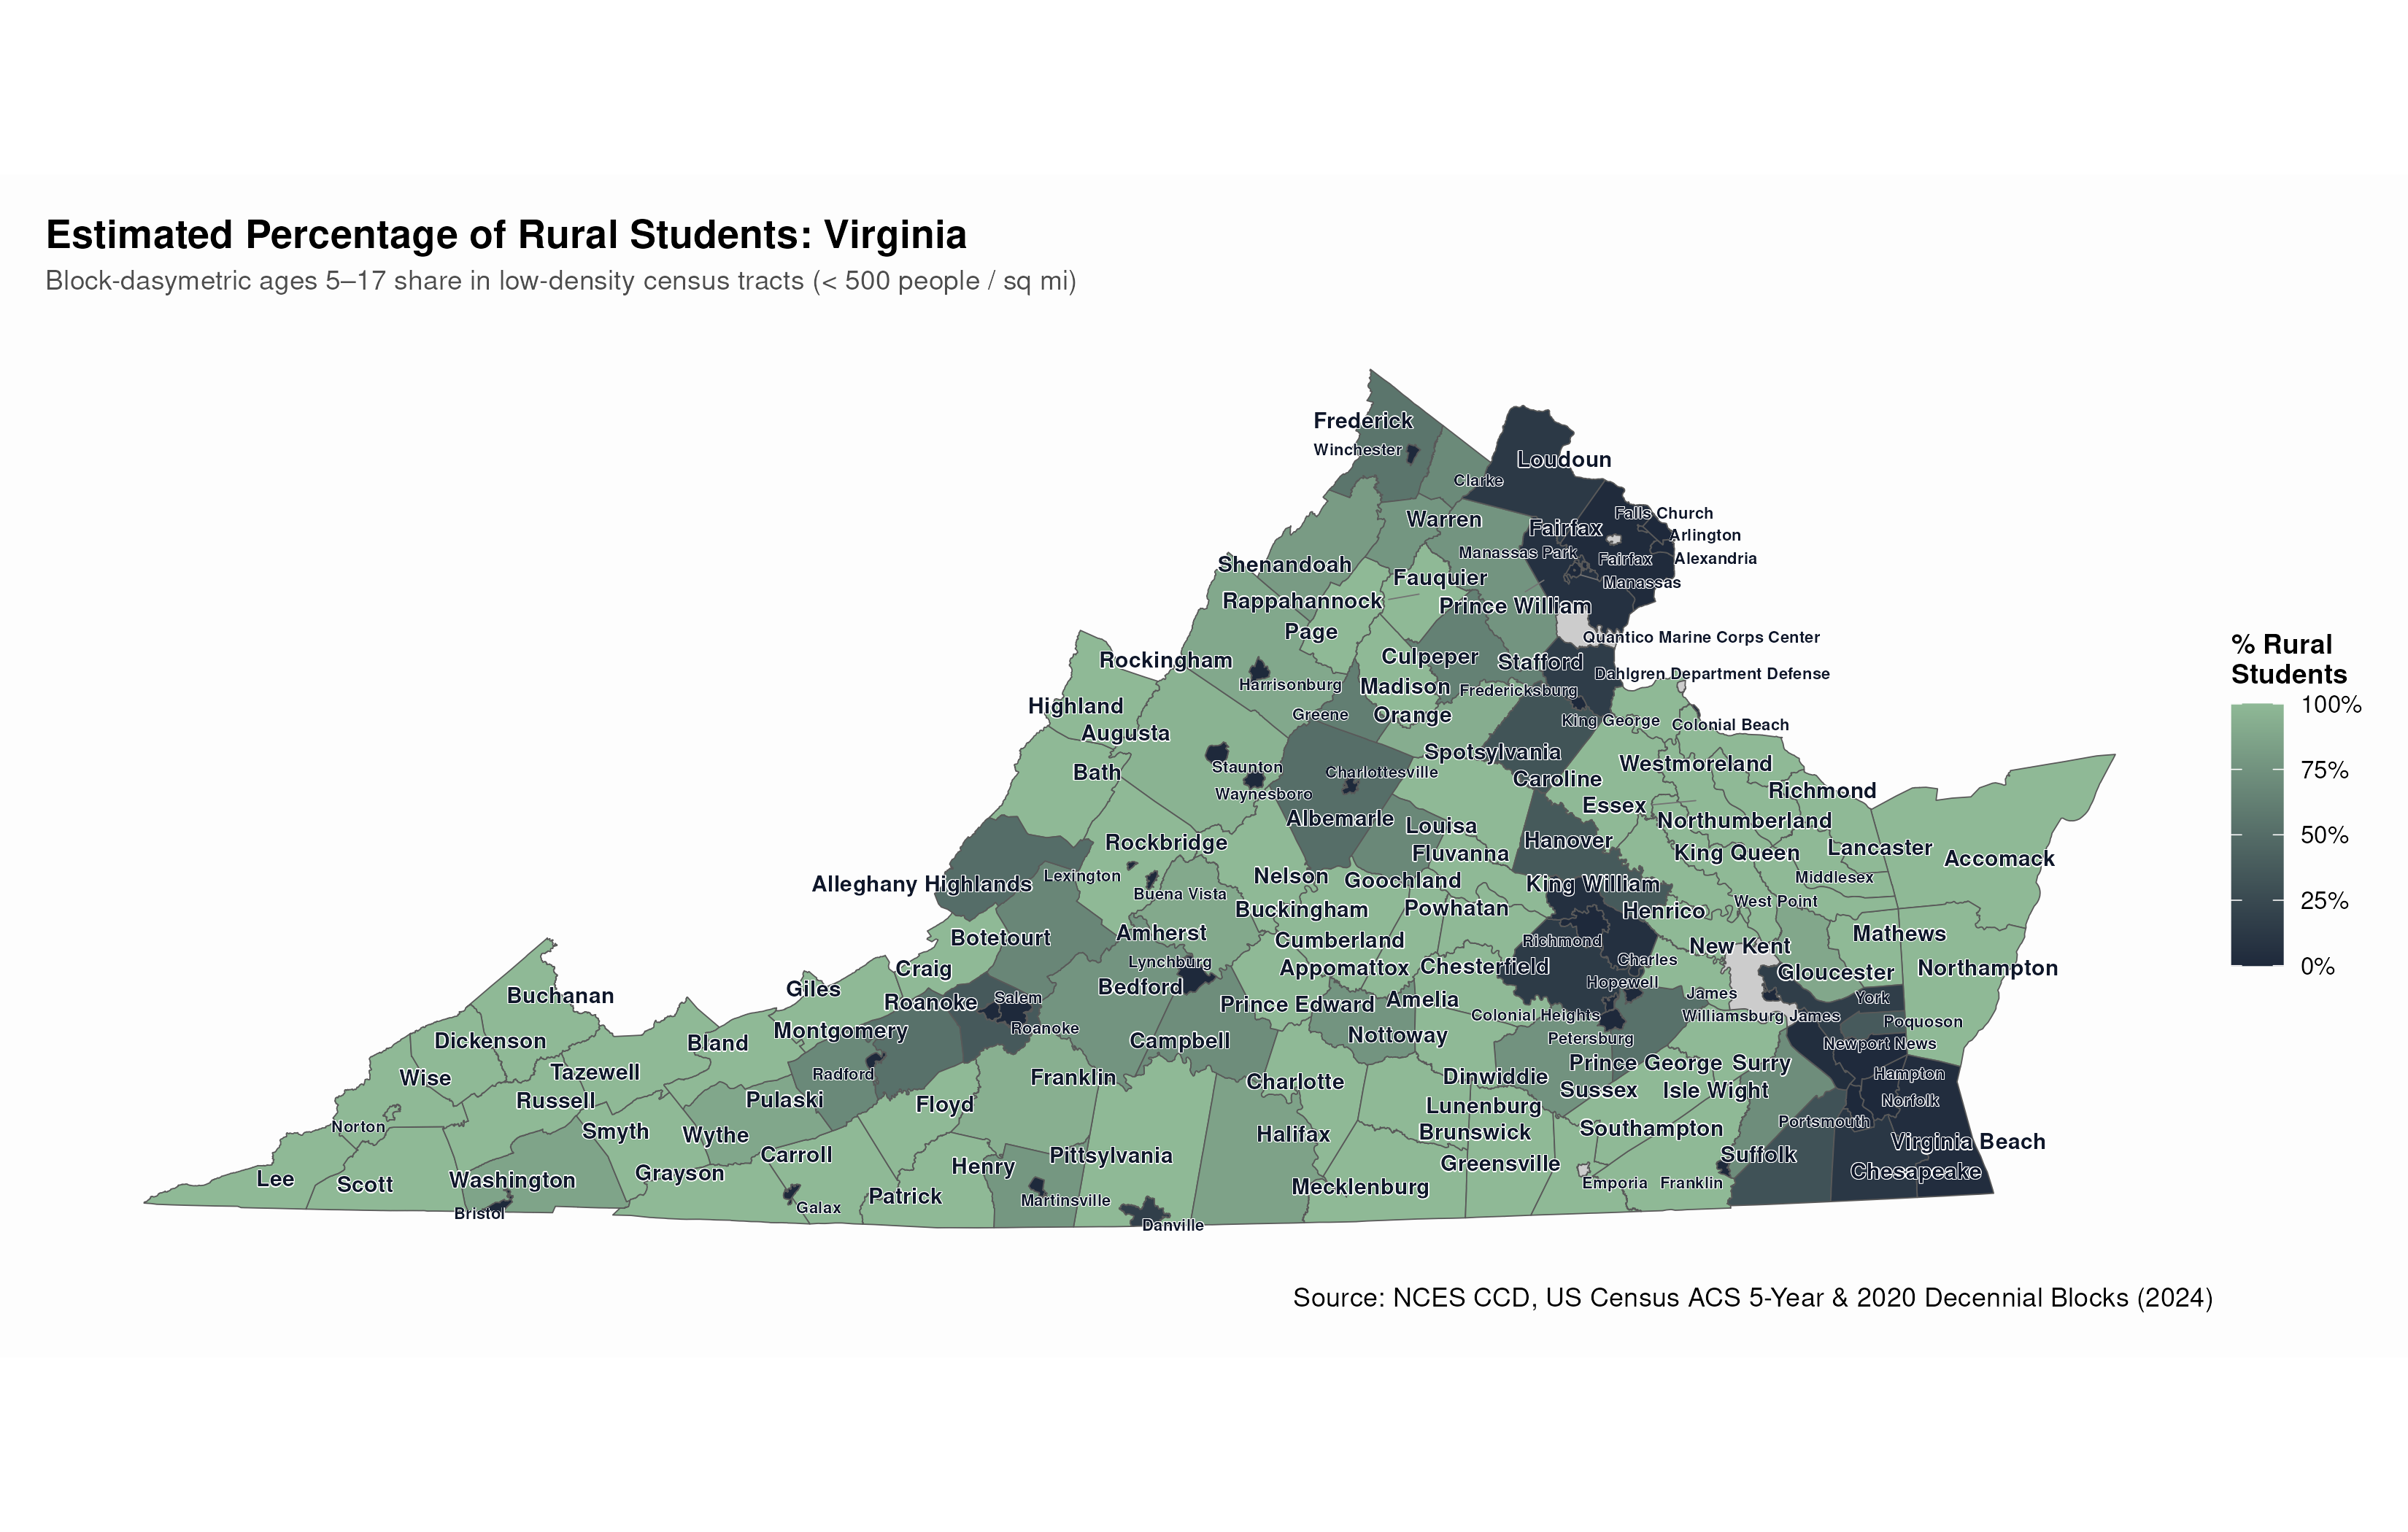 Estimated Percentage of Rural Students: Virginia
Block-dasymetric ages 5–17 share in low-density census tracts (< 500 people / sq mi)
Frederick
Winchester
Loudoun
Clarke
Falls Church
Warren
Fairfax
Arlington
Manassas Park
Fairfax
Alexandria
Shenandoah
Fauquier
Manassas
Rappahannock
Prince William
Page
Quantico Marine Corps Center
Rockingham
Culpeper
Stafford
Dahlgren Department Defense
Harrisonburg
Madison
Fredericksburg
Highland
Greene
Orange
King George
Colonial Beach
Augusta
Spotsylvania
Staunton
Charlottesville
Westmoreland
Bath
Caroline
Waynesboro
Richmond
Essex
Albemarle
Louisa
Northumberland
Rockbridge
Hanover
Fluvanna
King Queen
Lancaster
Accomack
Alleghany Highlands
Lexington
Nelson
Goochland
King William
Middlesex
Buena Vista
Buckingham
Powhatan
Henrico
West Point
Botetourt
Amherst
Cumberland
Richmond
New Kent
Mathews
Craig
Lynchburg
Appomattox
Chesterfield
Charles
Gloucester
Northampton
Buchanan
Giles
Bedford
Hopewell
James
York
Roanoke
Salem
Prince Edward
Amelia
Colonial Heights
Williamsburg James
Poquoson
Montgomery
Roanoke
Dickenson
Bland
Campbell
Nottoway
Petersburg
Newport News
Wise
Tazewell
Radford
Franklin
Charlotte
Dinwiddie
Prince George
Surry
Hampton
Russell
Pulaski
Floyd
Lunenburg
Sussex
Isle Wight
Norfolk
Norton
Smyth
Wythe
Halifax
Brunswick
Southampton
Portsmouth
Virginia Beach
Lee
Scott
Washington
Grayson
Carroll
Henry
Pittsylvania
Greensville
Suffolk
Chesapeake
Bristol
Galax
Patrick
Martinsville
Mecklenburg
Emporia
Franklin
Danville
% Rural
Students
100%
75%
50%
25%
0%
Source: NCES CCD, US Census ACS 5-Year & 2020 Decennial Blocks (2024)